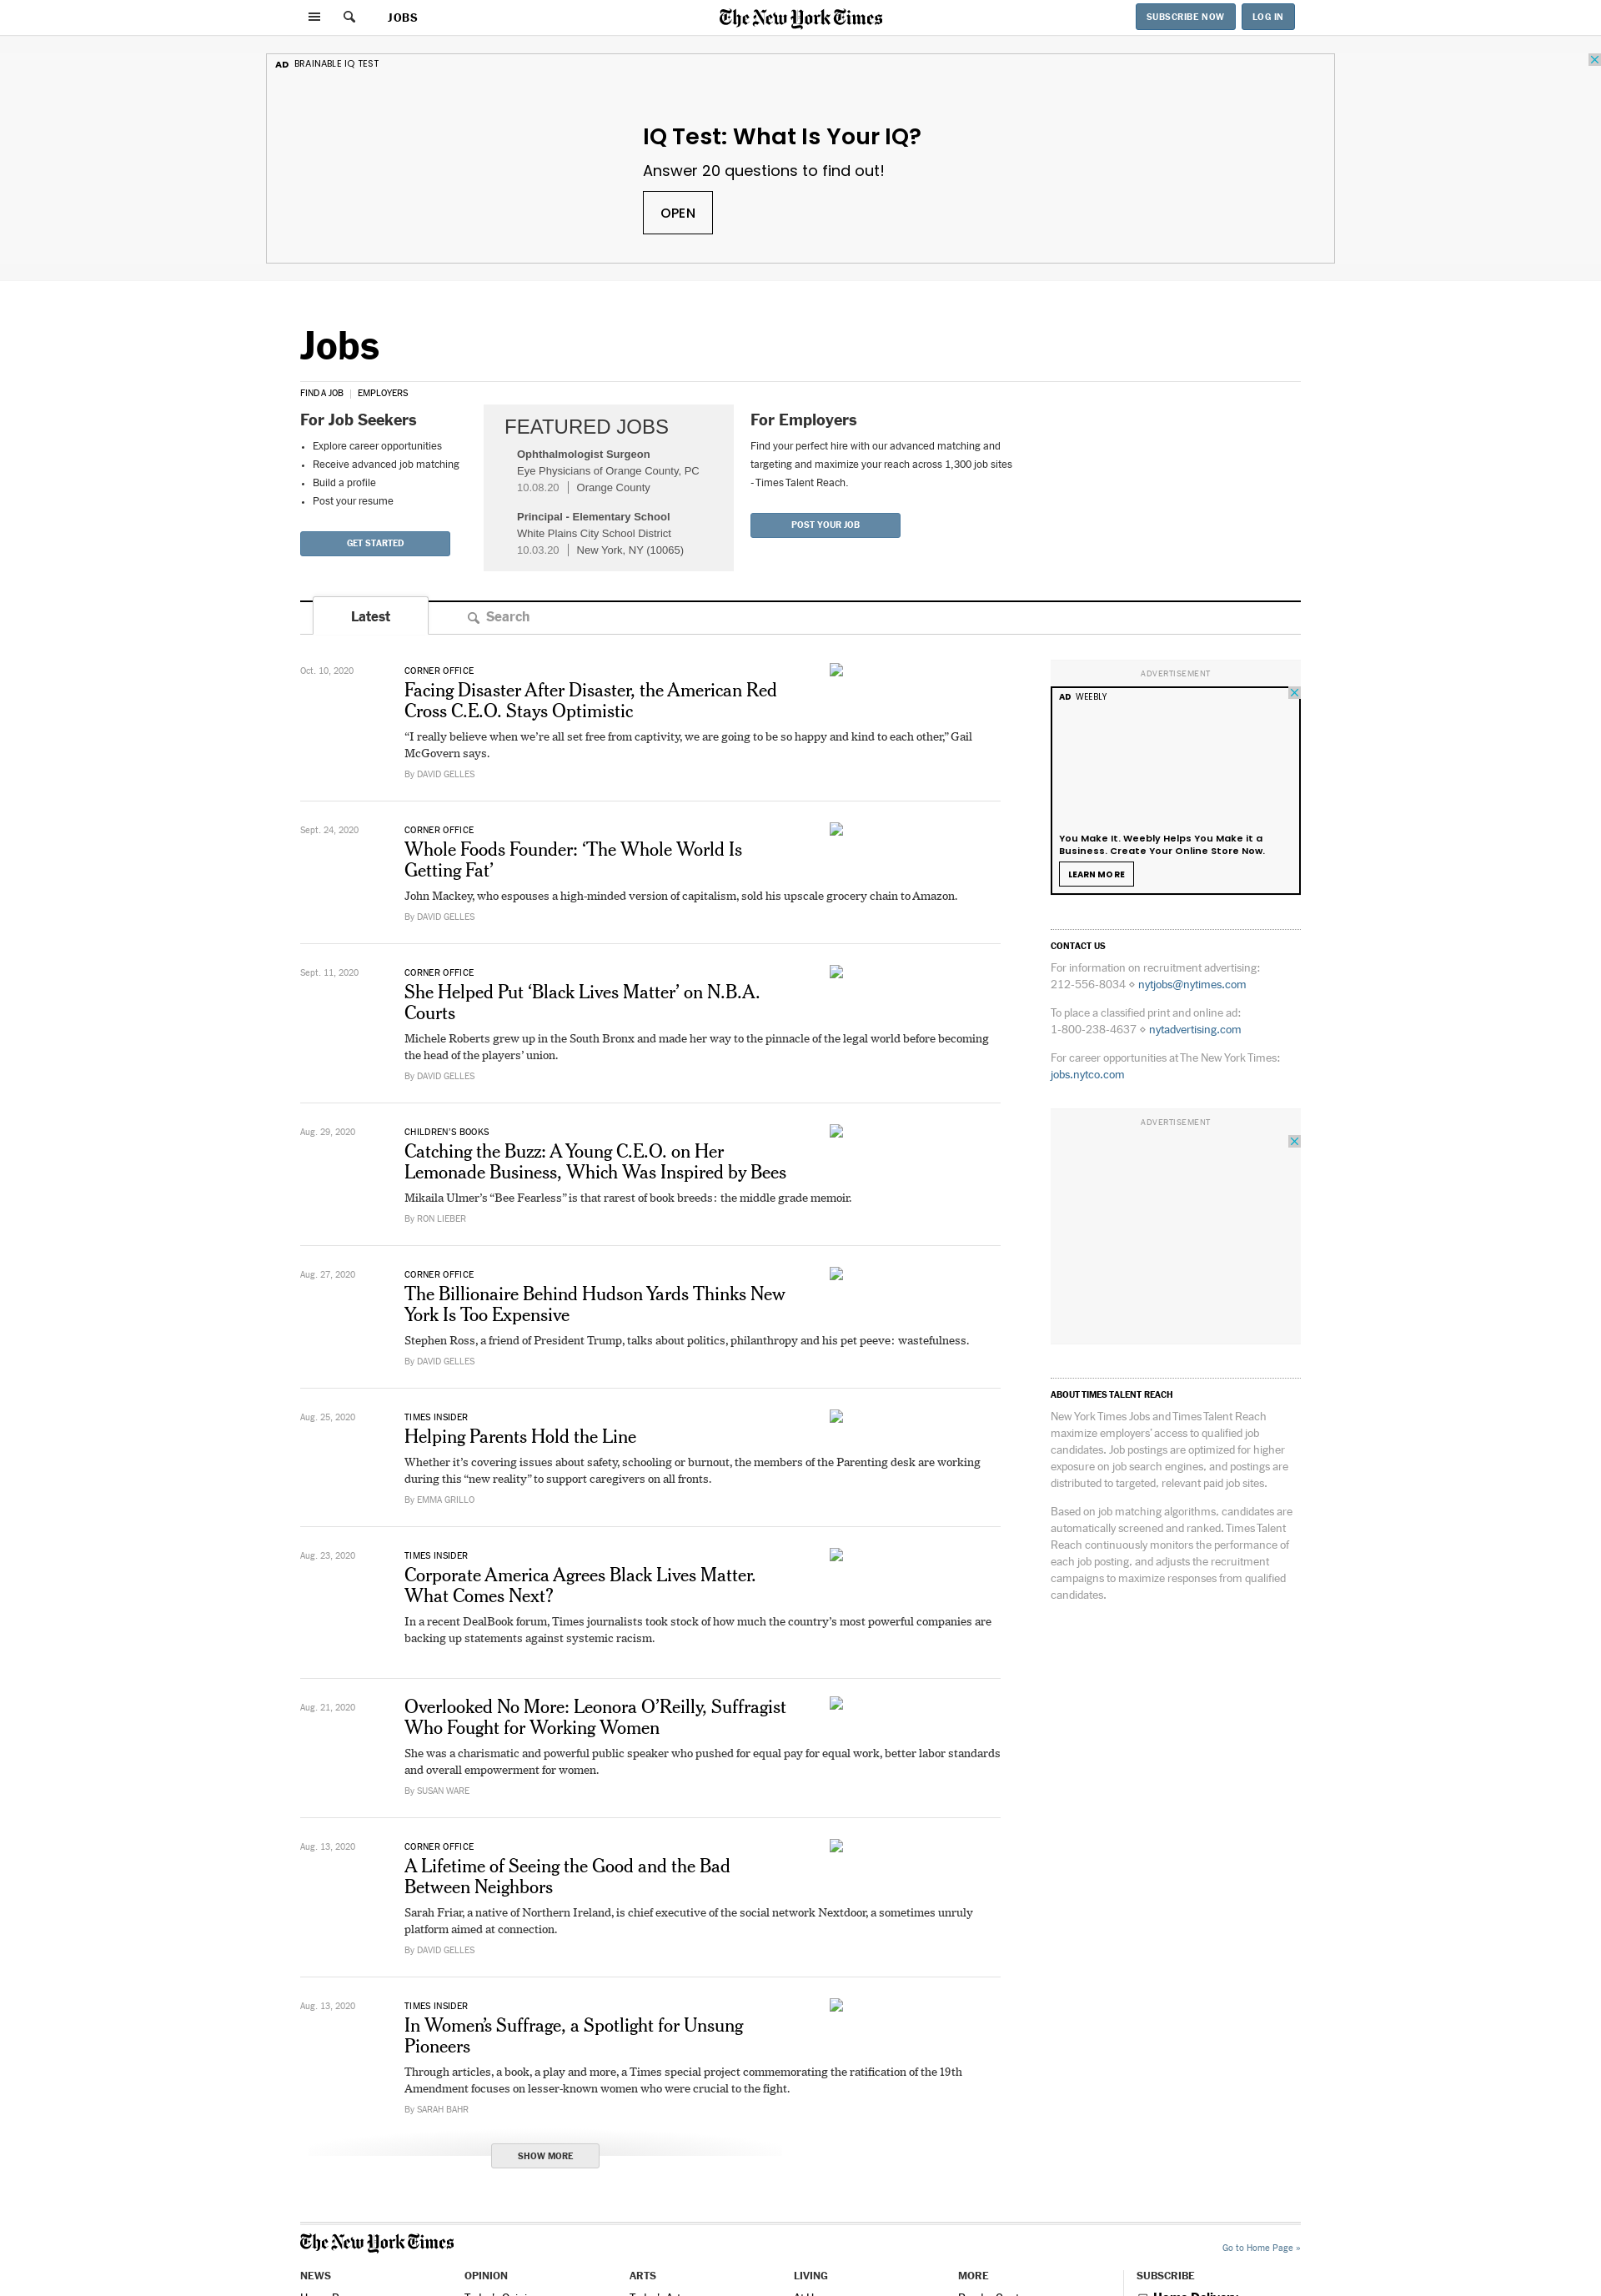 JOBS
The New York Times
SUBSCRIBE NOW
LOG IN
AD BRAINABLE IQ TEST
IQ Test: What Is Your IQ?
Answer 20 questions to find out!
OPEN
Jobs
FIND A JOB
EMPLOYERS
For Job Seekers
Explore career opportunities
Receive advanced job matching
Build a profile
Post your resume
GET STARTED
FEATURED JOBS
Ophthalmologist Surgeon
Eye Physicians of Orange County, PC
10.08.20 Orange County
Principal - Elementary School
White Plains City School District
10.03.20 New York, NY (10065)
For Employers
Find your perfect hire with our advanced matching and
targeting and maximize your reach across 1,300 job sites
- Times Talent Reach.
POST YOUR JOB
Latest
Search
Oct. 10, 2020
CORNER OFFICE
Facing Disaster After Disaster, the American Red
Cross C.E.O. Stays Optimistic
“I really believe when we’re all set free from captivity, we are going to be so happy and kind to each other,” Gail
McGovern says.
By DAVID GELLES
Sept. 24, 2020
CORNER OFFICE
Whole Foods Founder: ‘The Whole World Is
Getting Fat’
John Mackey, who espouses a high-minded version of capitalism, sold his upscale grocery chain to Amazon.
By DAVID GELLES
Sept. 11, 2020
CORNER OFFICE
She Helped Put ‘Black Lives Matter’ on N.B.A.
Courts
Michele Roberts grew up in the South Bronx and made her way to the pinnacle of the legal world before becoming
the head of the players’ union.
By DAVID GELLES
Aug. 29, 2020
CHILDREN’S BOOKS
Catching the Buzz: A Young C.E.O. on Her
Lemonade Business, Which Was Inspired by Bees
Mikaila Ulmer’s “Bee Fearless” is that rarest of book breeds: the middle grade memoir.
By RON LIEBER
Aug. 27, 2020
CORNER OFFICE
The Billionaire Behind Hudson Yards Thinks New
York Is Too Expensive
Stephen Ross, a friend of President Trump, talks about politics, philanthropy and his pet peeve: wastefulness.
By DAVID GELLES
Aug. 25, 2020
TIMES INSIDER
Helping Parents Hold the Line
Whether it’s covering issues about safety, schooling or burnout, the members of the Parenting desk are working
during this “new reality” to support caregivers on all fronts.
By EMMA GRILLO
Aug. 23, 2020
TIMES INSIDER
Corporate America Agrees Black Lives Matter.
What Comes Next?
In a recent DealBook forum, Times journalists took stock of how much the country’s most powerful companies are
backing up statements against systemic racism.
Aug. 21, 2020
Overlooked No More: Leonora O’Reilly, Suffragist
Who Fought for Working Women
She was a charismatic and powerful public speaker who pushed for equal pay for equal work, better labor standards
and overall empowerment for women.
By SUSAN WARE
Aug. 13, 2020
CORNER OFFICE
A Lifetime of Seeing the Good and the Bad
Between Neighbors
Sarah Friar, a native of Northern Ireland, is chief executive of the social network Nextdoor, a sometimes unruly
platform aimed at connection.
By DAVID GELLES
Aug. 13, 2020
TIMES INSIDER
In Women’s Suffrage, a Spotlight for Unsung
Pioneers
Through articles, a book, a play and more, a Times special project commemorating the ratification of the 19th
Amendment focuses on lesser-known women who were crucial to the fight.
By SARAH BAHR
SHOW MORE
ADVERTISEMENT
AD WEEBLY
You Make It. Weebly Helps You Make it a
Business. Create Your Online Store Now.
LEARN MORE
CONTACT US
For information on recruitment advertising:
212-556-8034 ⋄ nytjobs@nytimes.com
To place a classified print and online ad:
1-800-238-4637 ⋄ nytadvertising.com
For career opportunities at The New York Times:
jobs.nytco.com
ADVERTISEMENT
ABOUT TIMES TALENT REACH
New York Times Jobs and Times Talent Reach
maximize employers' access to qualified job
candidates. Job postings are optimized for higher
exposure on job search engines, and postings are
distributed to targeted, relevant paid job sites.
Based on job matching algorithms, candidates are
automatically screened and ranked. Times Talent
Reach continuously monitors the performance of
each job posting, and adjusts the recruitment
campaigns to maximize responses from qualified
candidates.
The New York Times
Go to Home Page »
NEWS
OPINION
ARTS
LIVING
MORE
SUBSCRIBE